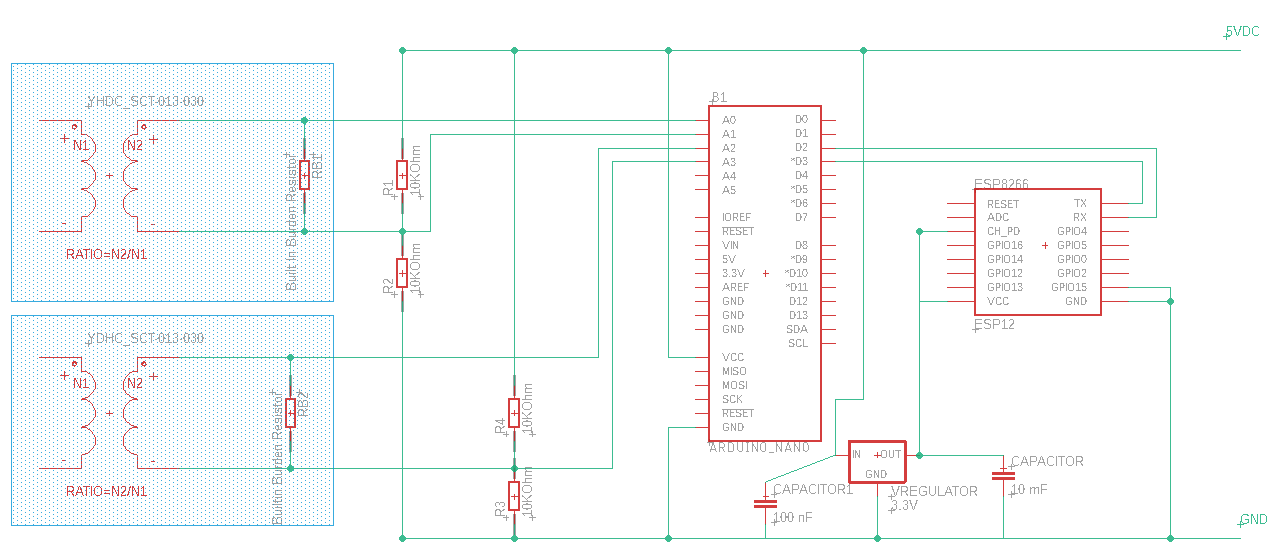 5VDC
YHDC_SCT-013-030
N1
N2
RATIO=N2/N1
Built in Burden Resistor
RB1
R1
10KOhm
R2
10KOhm
YDHC_SCT-013-030
N1
N2
RATIO=N2/N1
Builtin Burden Resistor
RB2
R4
10KOhm
R3
10KOhm
B1
A0
A1
A2
A3
A4
A5
IOREF
RESET
VIN
5V
3.3V
AREF
GND
GND
GND
VCC
MISO
MOSI
SCK
RESET
GND
D0
D1
D2
*D3
D4
*D5
*D6
D7
D8
*D9
*D10
*D11
D12
D13
SDA
SCL
ARDUINO_NANO
ESP8266
RESET
ADC
CH_PD
GPIO16
GPIO14
GPIO12
GPIO13
VCC
TX
RX
GPIO4
GPIO5
GPIO0
GPIO2
GPIO15
GND
ESP12
IN
OUT
GND
VREGULATOR
3.3V
CAPACITOR1
100 nF
CAPACITOR
10 mF
GND